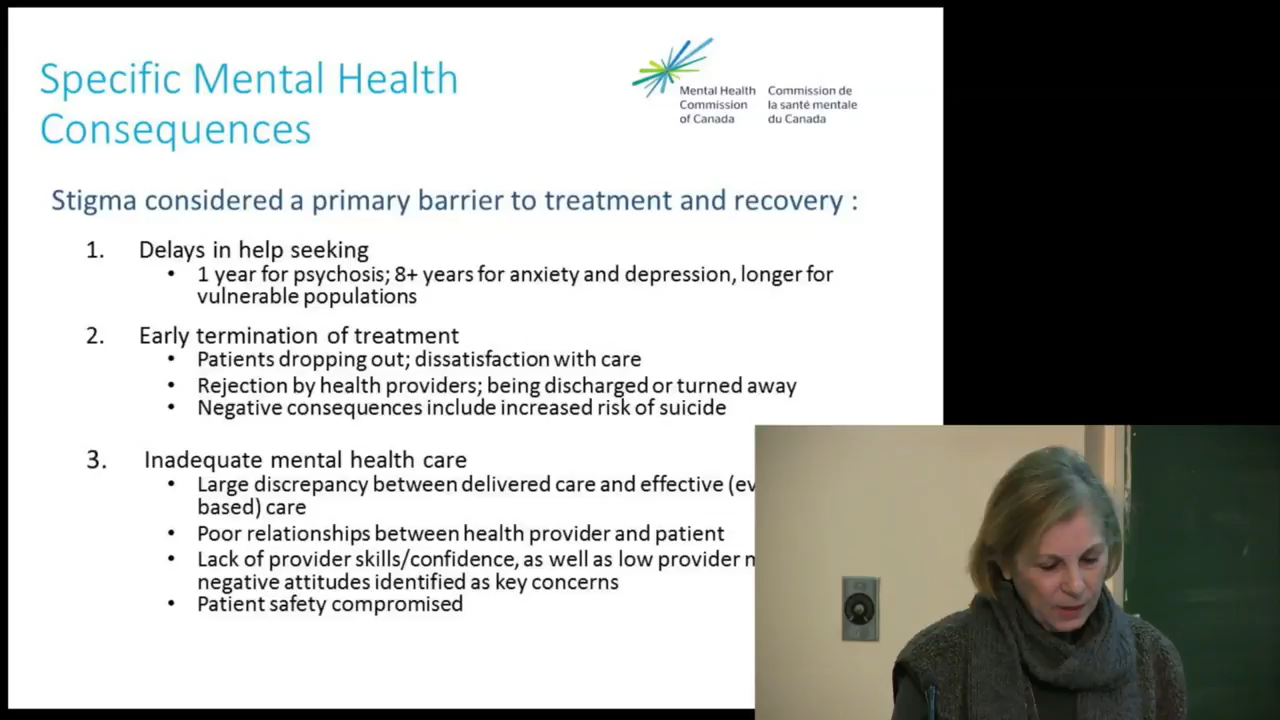 Specific Mental Health
Consequences
Mental Health
Commission
of Canada
Commission de
la santé mentale
du Canada
Stigma considered a primary barrier to treatment and recovery :
1. Delays in help seeking
• 1 year for psychosis; 8+ years for anxiety and depression, longer for
vulnerable populations
2. Early termination of treatment
• Patients dropping out; dissatisfaction with care
• Rejection by health providers; being discharged or turned away
• Negative consequences include increased risk of suicide
3. Inadequate mental health care
• Large discrepancy between delivered care and effective
based) care
• Poor relationships between health provider and patient
• Lack of provider skills/confidence, as well as low provider
negative attitudes identified as key concerns
• Patient safety compromised